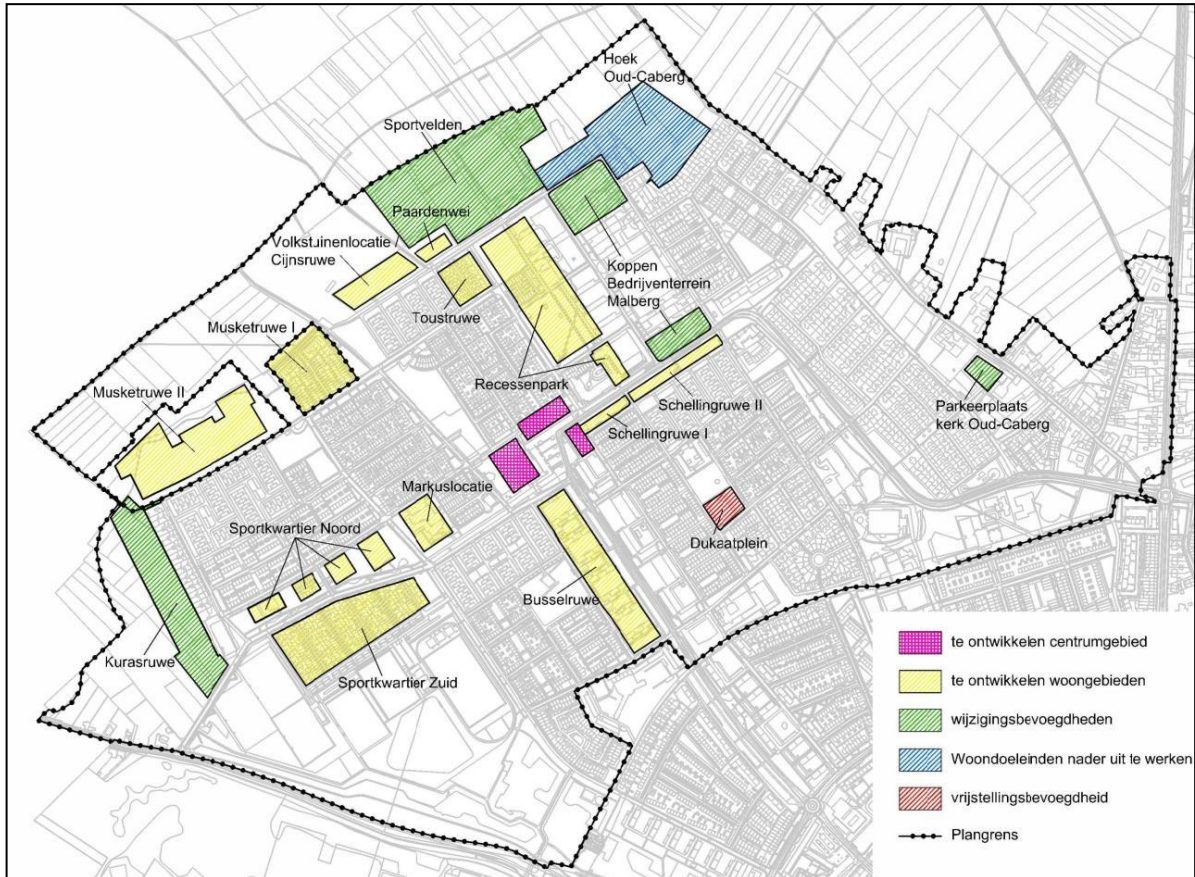 Hoek
Oud-Caberg
Sportvelden
Paardenwei
Volkstuinenlocatie
Cijnsruwe
Koppen
Bedrijventerrein
Malberg
Toustruwe
Musketruwe I
Recessenpark
Musketruwe II
Schellingruwe II
Parkeerplaats
kerk Oud-Caberg
Schellingruwe I
Markuslocatie
Sportkwartier Noord
Dukaatplein
Busselruwe
Kurasruwe
Sportkwartier Zuid
te ontwikkelen centrumgebied
te ontwikkelen woongebieden
wijzigingsbevoegdheden
Woondoeleinden nader uit te werken
vrijstellingsbevoegdheid
Plangrens